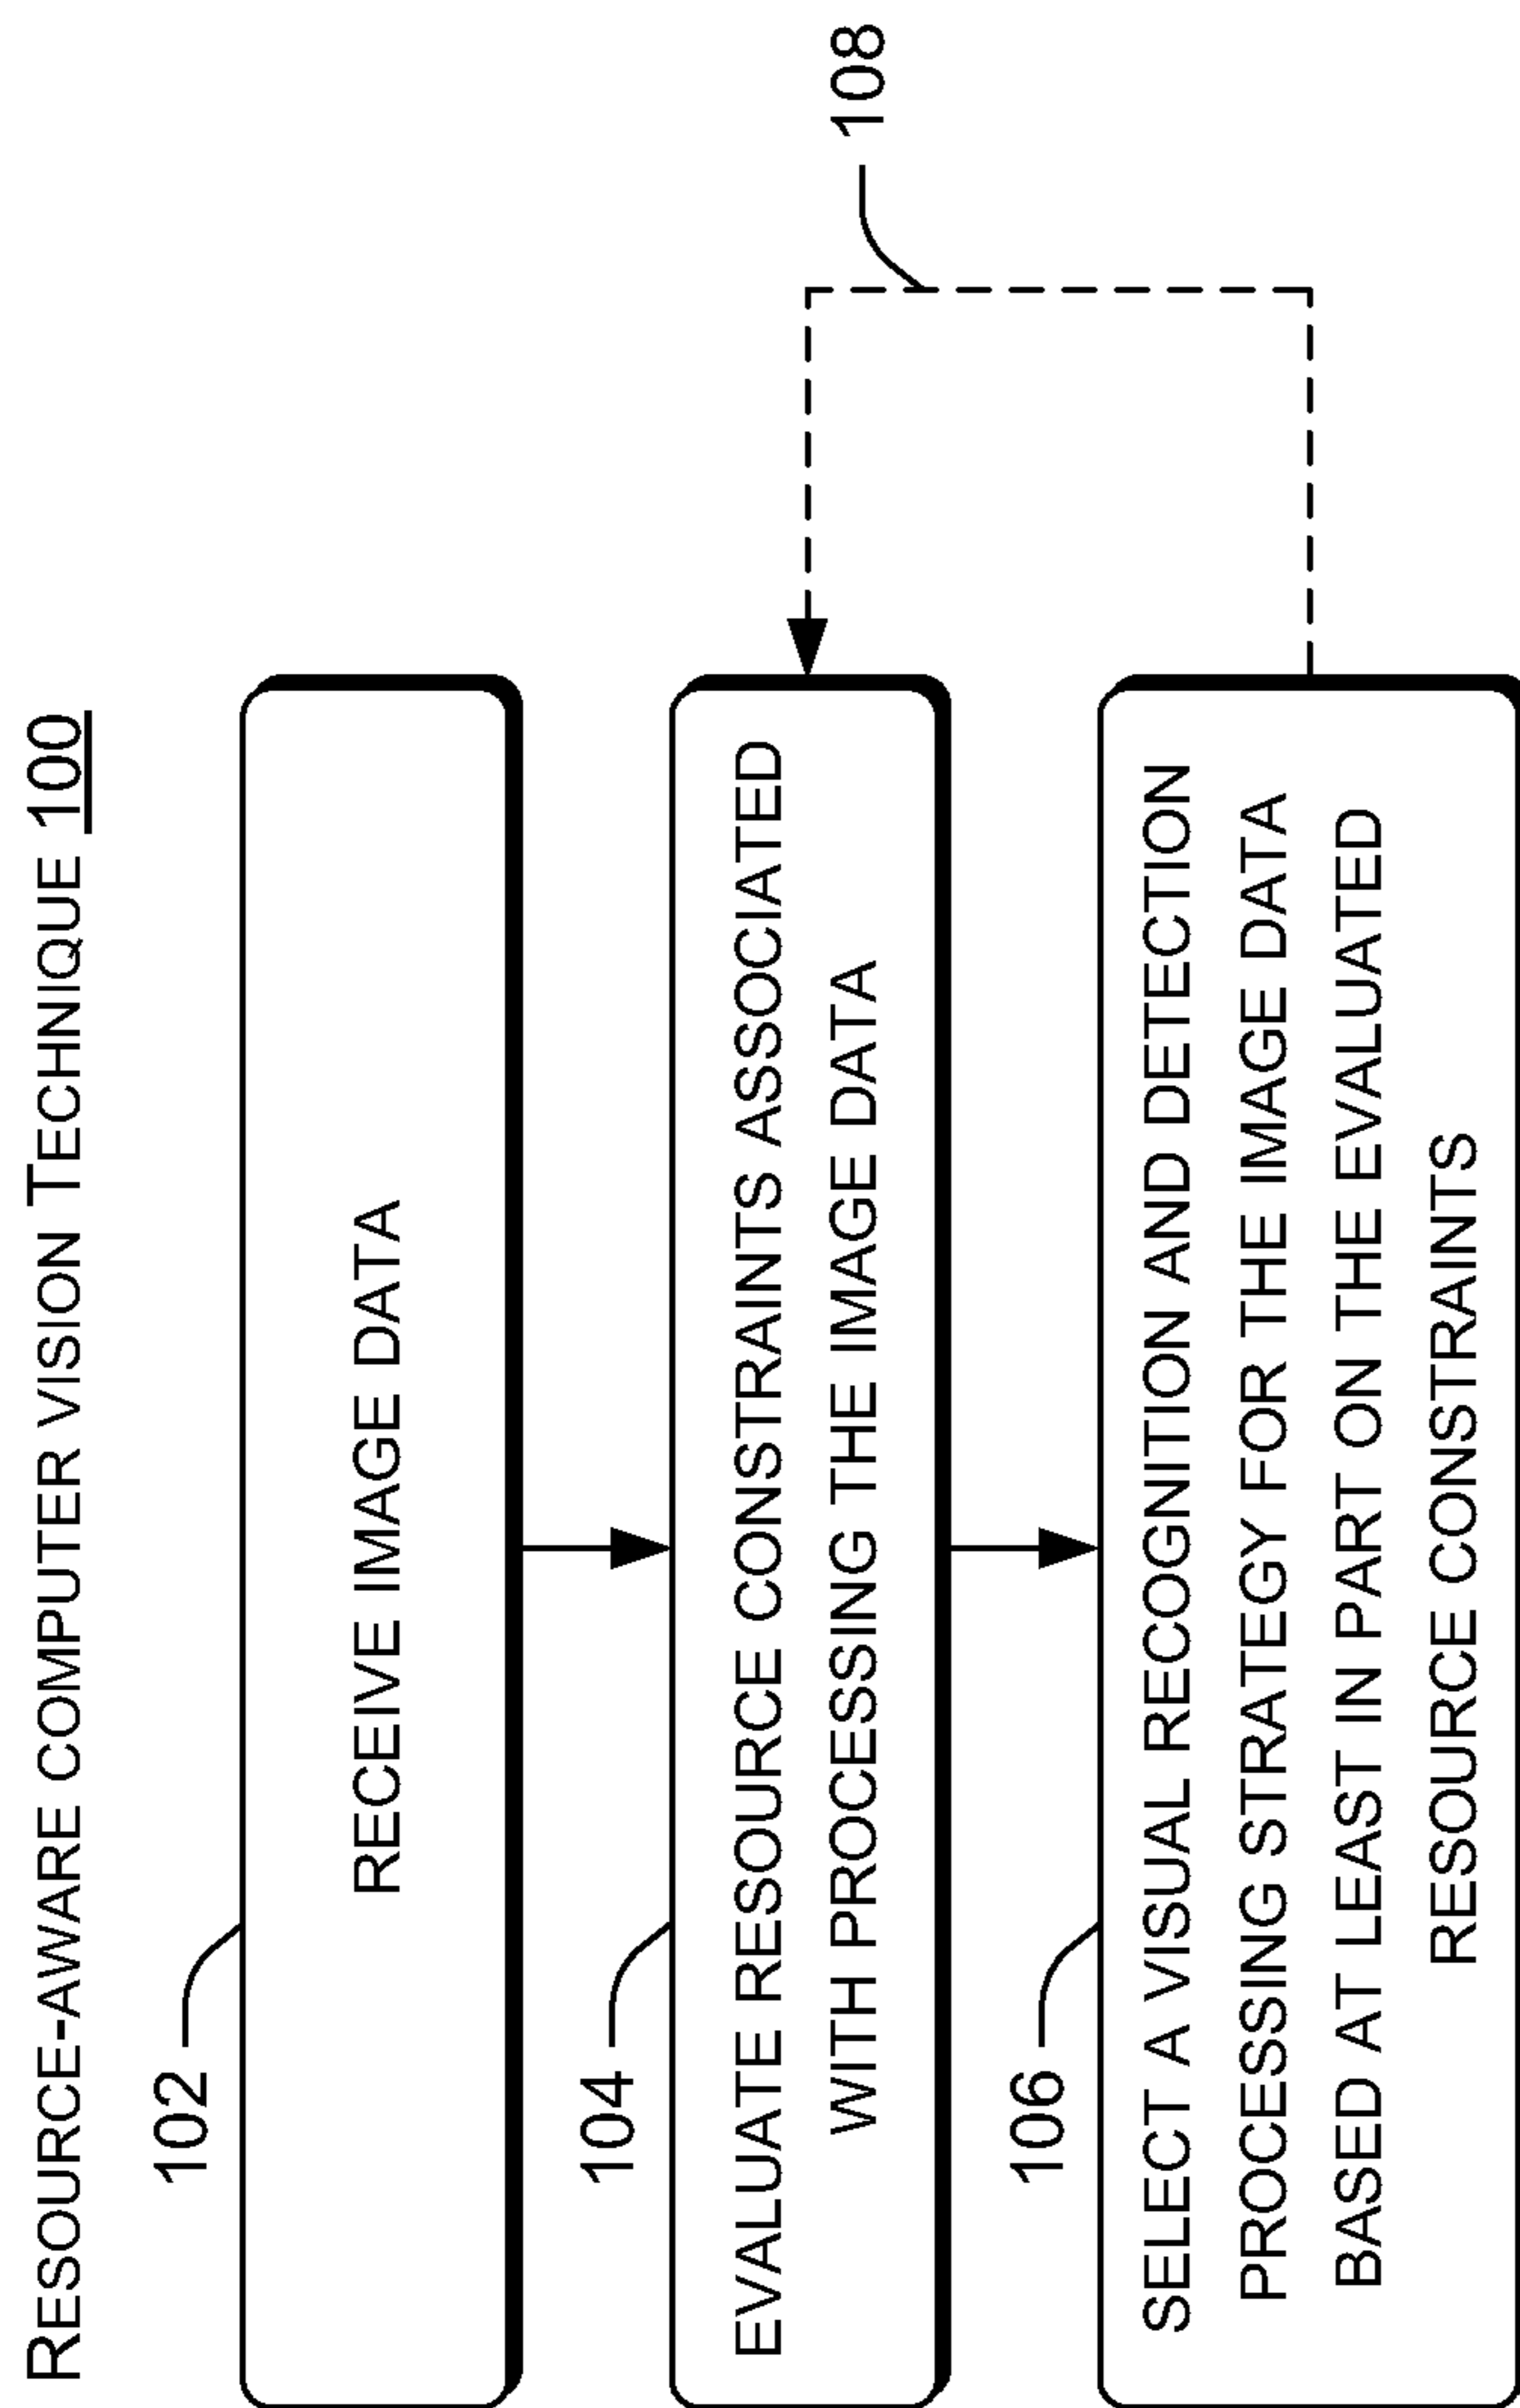 RESOURCE-AWARE COMPUTER VISION TECHNIQUE 100
102
RECEIVE IMAGE DATA
104
EVALUATE RESOURCE CONSTRAINTS ASSOCIATED
WITH PROCESSING THE IMAGE DATA
108
106
SELECT A VISUAL RECOGNITION AND DETECTION
PROCESSING STRATEGY FOR THE IMAGE DATA
BASED AT LEAST IN PART ON THE EVALUATED
RESOURCE CONSTRAINTS